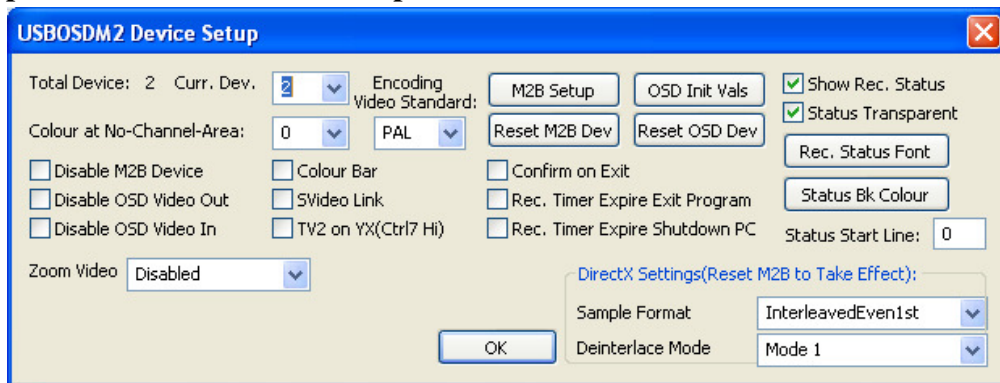 USBOSDM2 Device Setup
Total Device: 2 Curr. Dev. 2 Encoding Video Standard: M2B Setup OSD Init Vals Show Rec. Status
Status Transparent
Colour at No-Channel-Area: 0 PAL Reset M2B Dev Reset OSD Dev
Rec. Status Font
Disable M2B Device Colour Bar Confirm on Exit
Disable OSD Video Out SVideo Link Rec. Timer Expire Exit Program Status Bk Colour
Disable OSD Video In TV2 on YX(Ctrl7 Hi) Rec. Timer Expire Shutdown PC Status Start Line: 0
Zoom Video Disabled DirectX Settings(Reset M2B to Take Effect):
Sample Format InterleavedEven1st
OK Deinterlace Mode Mode 1